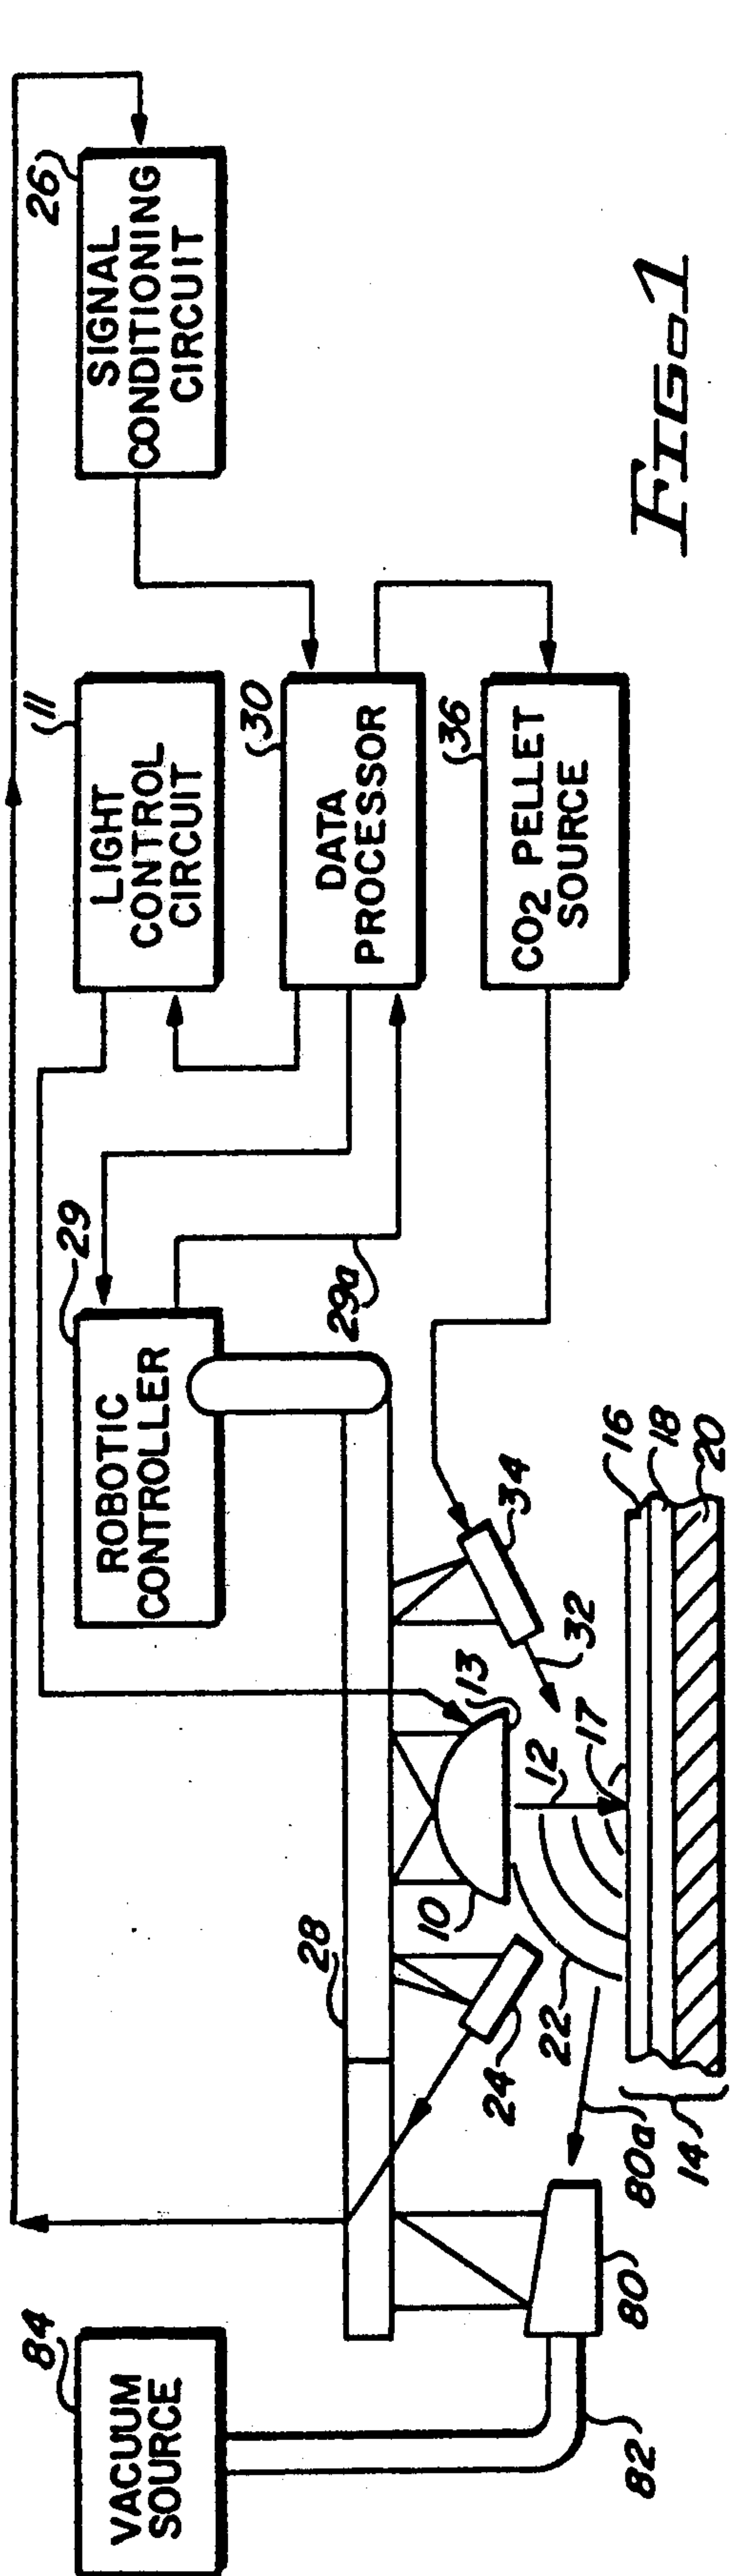 84
VACUUM
SOURCE
29
ROBOTIC
CONTROLLER
11
LIGHT
CONTROL
CIRCUIT
26
SIGNAL
CONDITIONING
CIRCUIT
28
29a
30
DATA
PROCESSOR
36
CO2 PELLET
SOURCE
10
13
24
34
12
32
22
17
16
18
20
80a
14
80
82
FIG.1